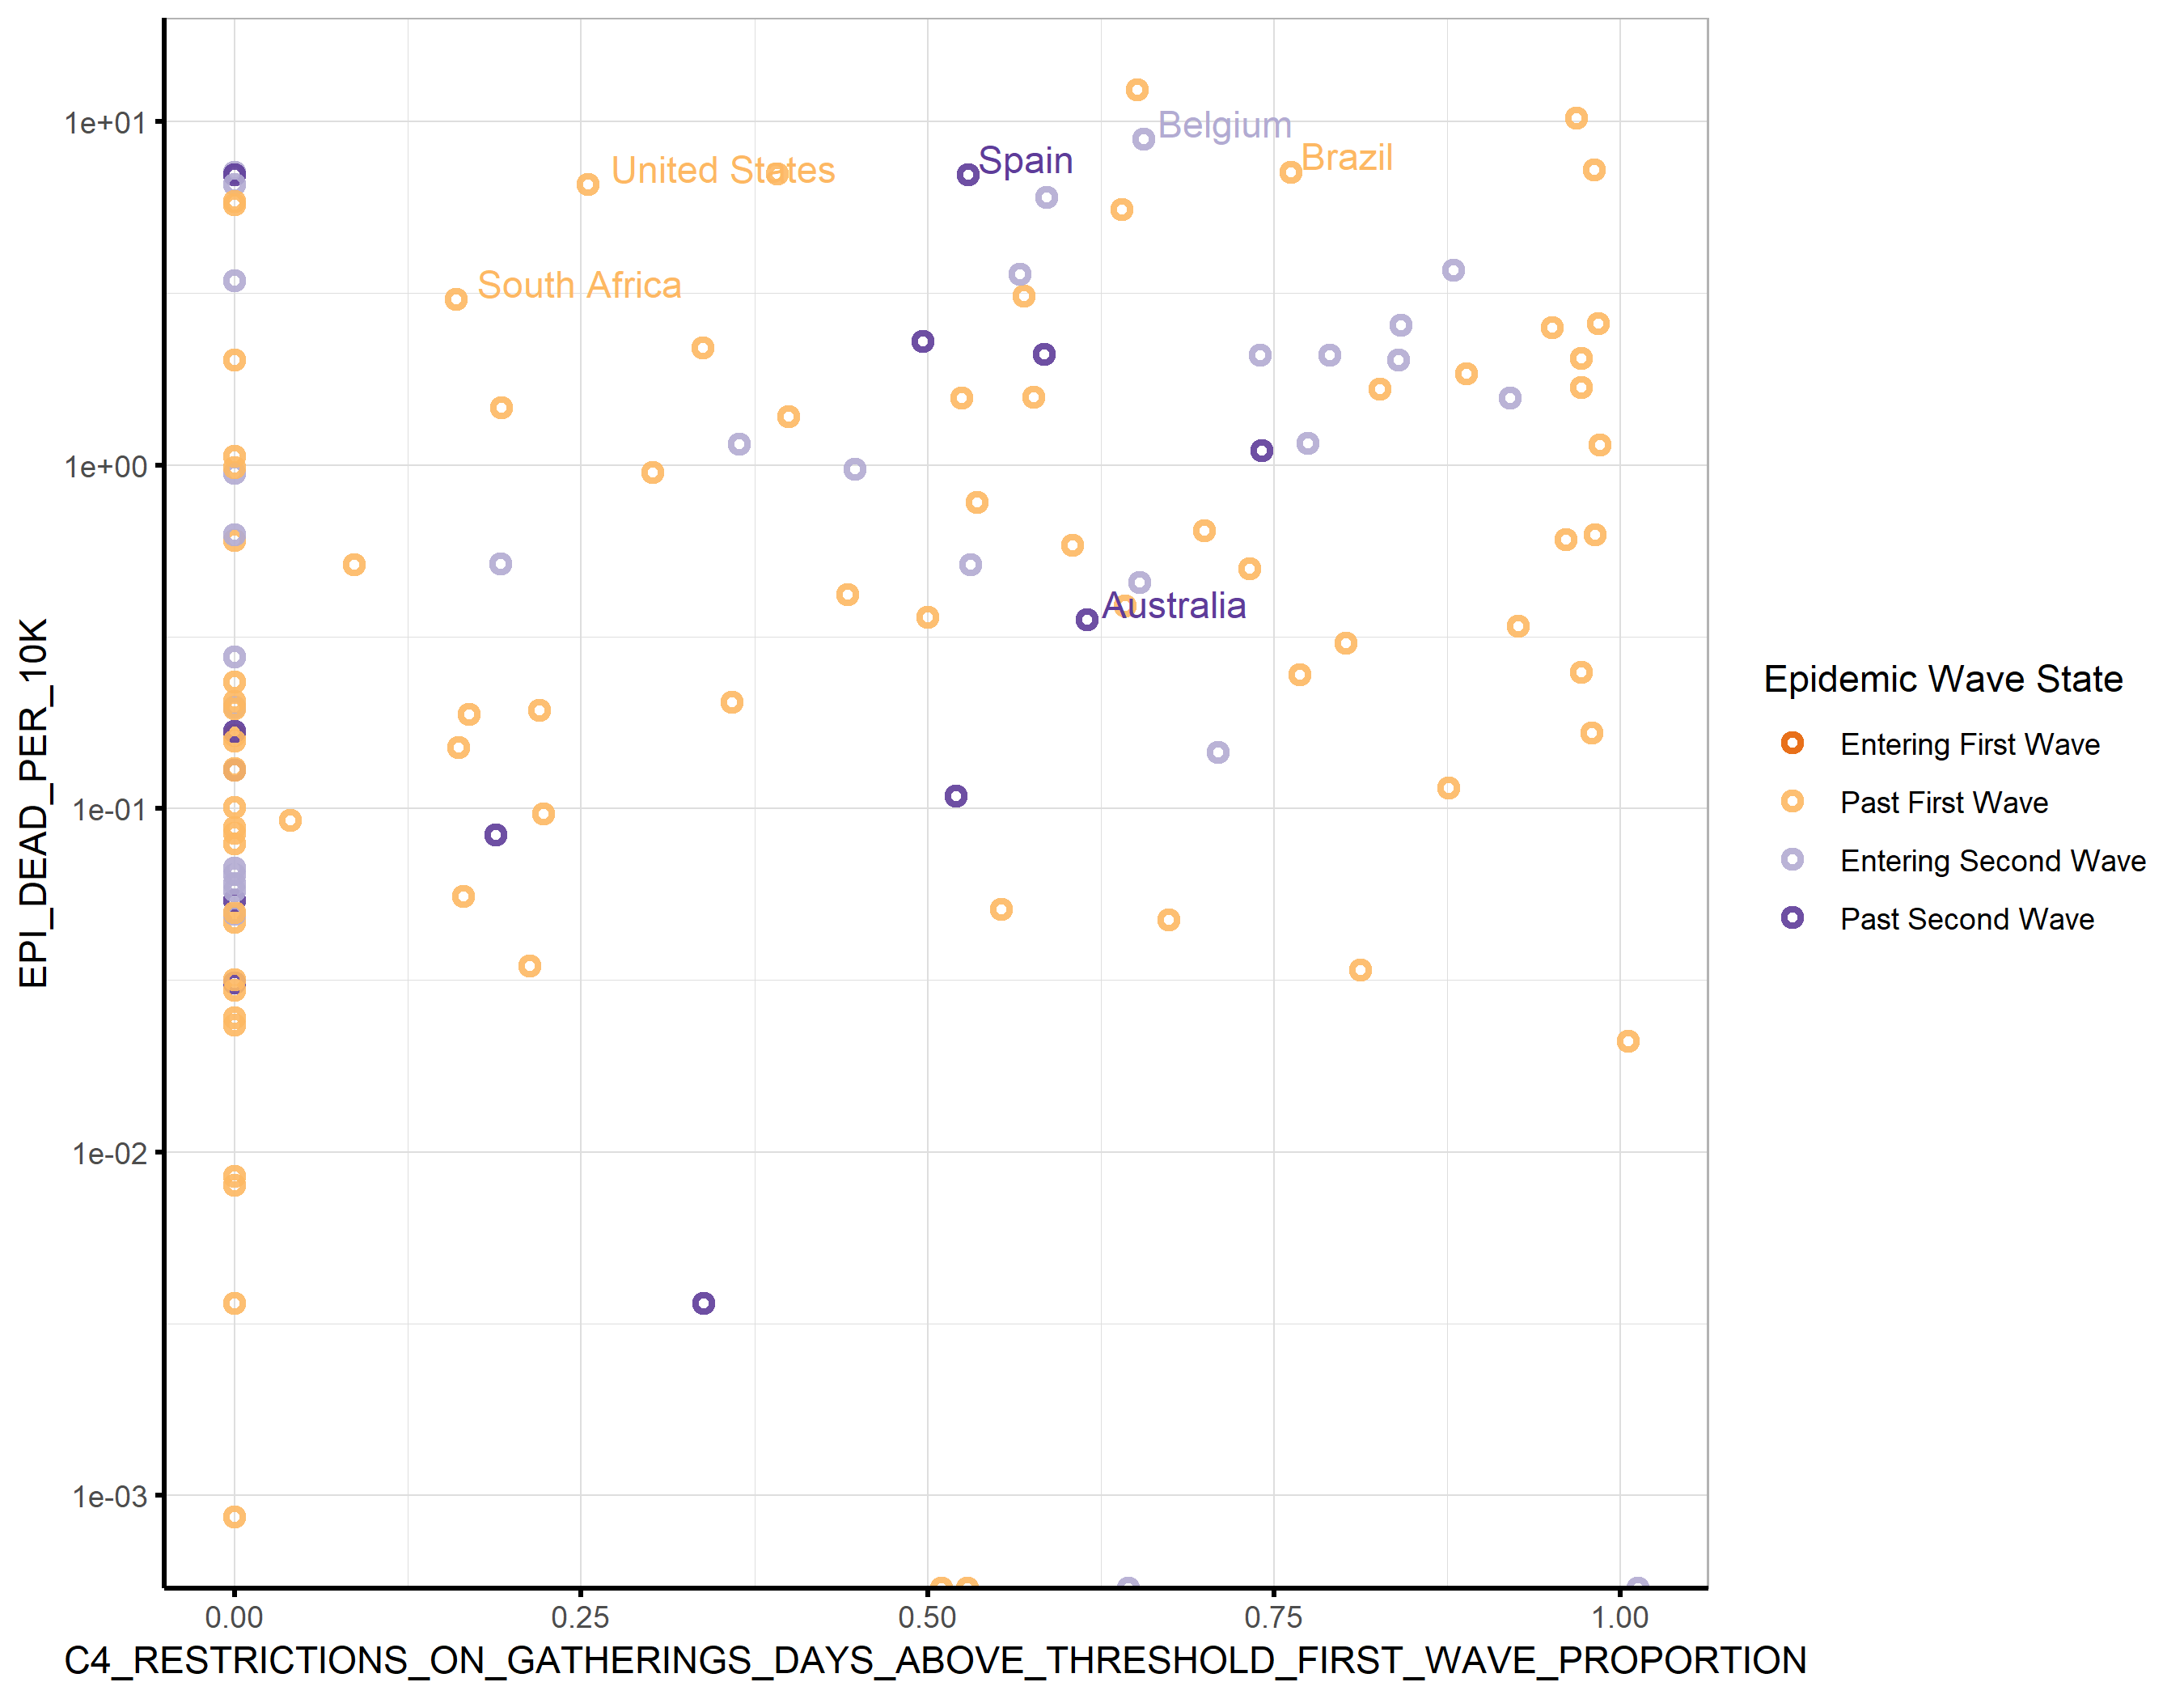 1e+01
1e+00
1e-01
1e-02
1e-03
EPI_DEAD_PER_10K
Belgium
Spain
Brazil
United States
South Africa
Australia
0.00
0.25
0.50
0.75
1.00
C4_RESTRICTIONS_ON_GATHERINGS_DAYS_ABOVE_THRESHOLD_FIRST_WAVE_PROPORTION
Epidemic Wave State
Entering First Wave
Past First Wave
Entering Second Wave
Past Second Wave